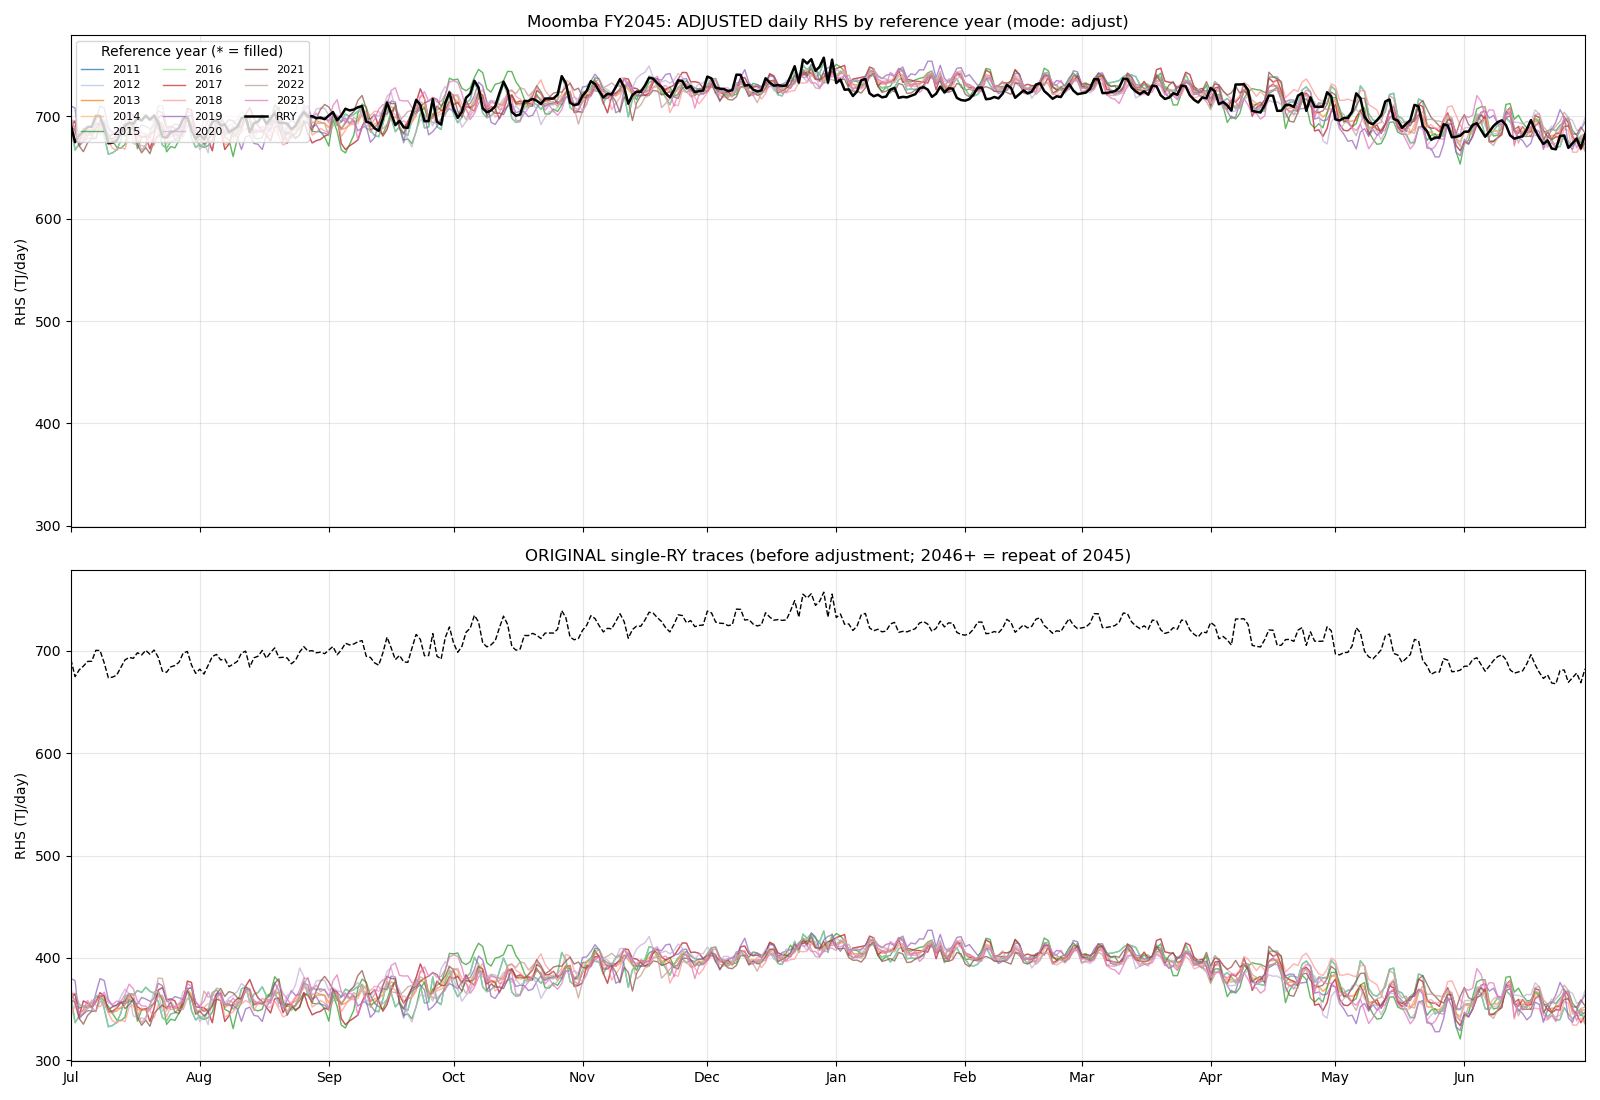 Moomba FY2045: ADJUSTED daily RHS by reference year (mode: adjust)
Reference year (* = filled)
2011 2016 2021
2012 2017 2022
2013 2018 2023
2014 2019 RRY
2015 2020
RHS (TJ/day)
700
600
500
400
300
ORIGINAL single-RY traces (before adjustment; 2046+ = repeat of 2045)
RHS (TJ/day)
700
600
500
400
300
Jul Aug Sep Oct Nov Dec Jan Feb Mar Apr May Jun